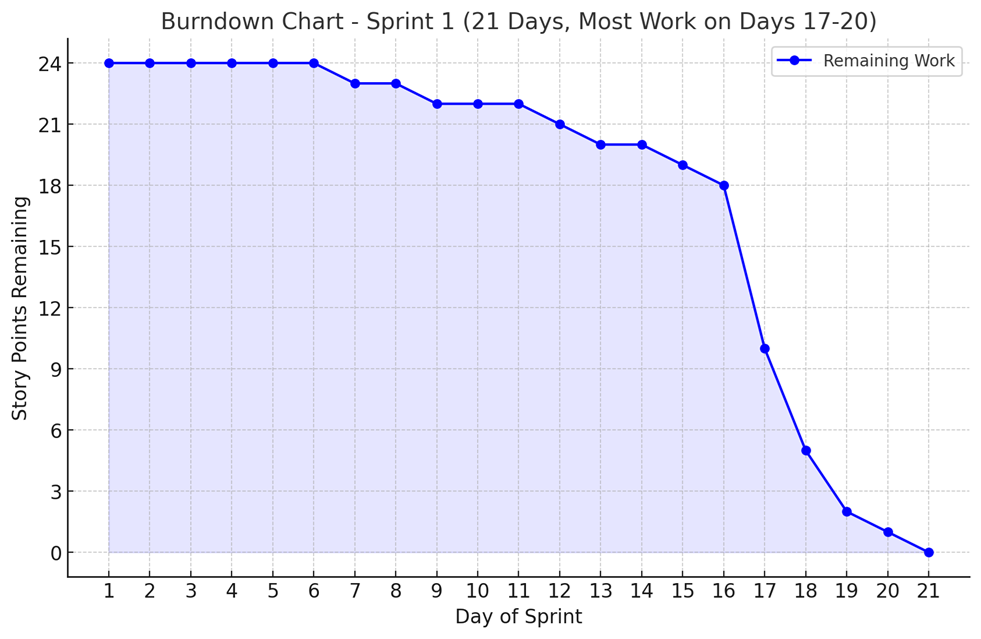 Burndown Chart - Sprint 1 (21 Days, Most Work on Days 17-20)
Remaining Work
Story Points Remaining
24
21
18
15
12
9
6
3
0
1 2 3 4 5 6 7 8 9 10 11 12 13 14 15 16 17 18 19 20 21
Day of Sprint